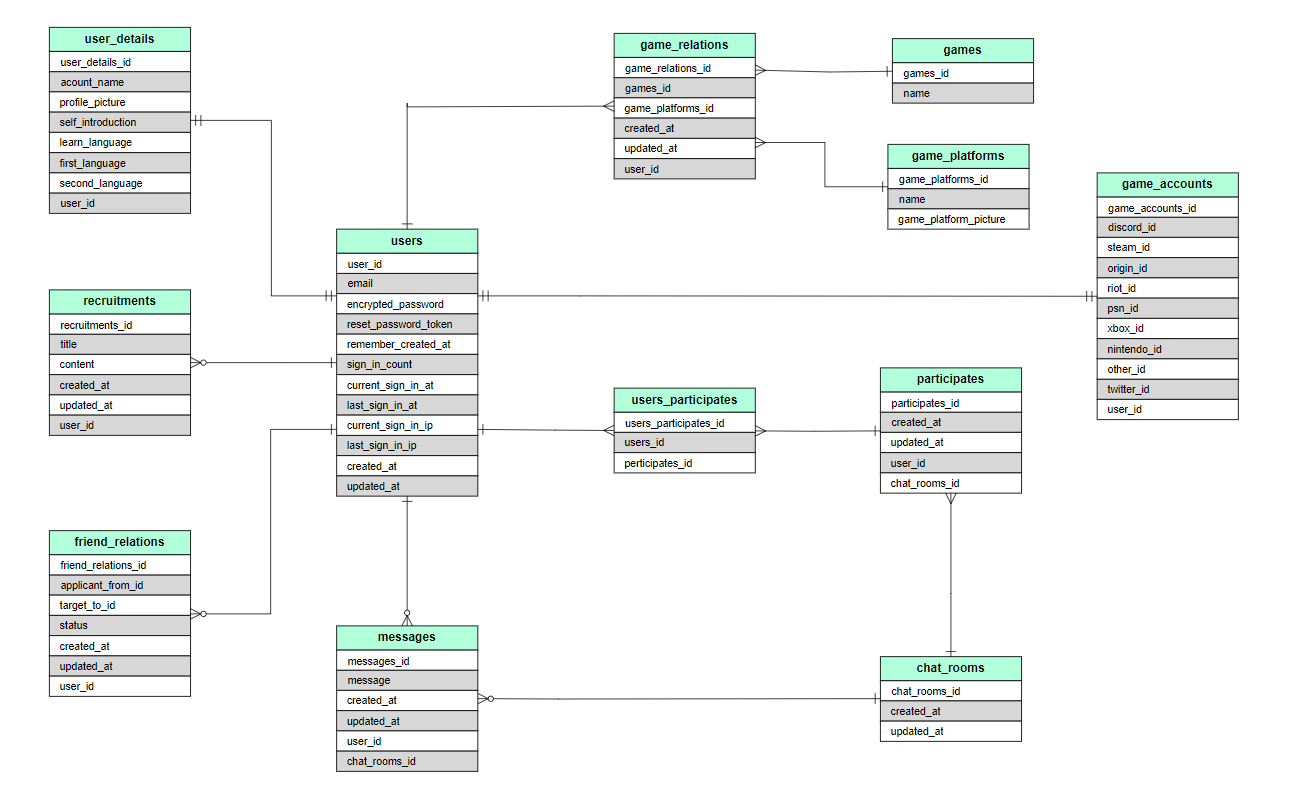 user_details
user_details_id
acount_name
profile_picture
self_introduction
learn_language
first_language
second_language
user_id
game_relations
game_relations_id
games_id
game_platforms_id
created_at
updated_at
user_id
games
games_id
name
game_platforms
game_platforms_id
name
game_platform_picture
game_accounts
game_accounts_id
discord_id
steam_id
origin_id
riot_id
psn_id
xbox_id
nintendo_id
other_id
twitter_id
user_id
users
user_id
email
encrypted_password
reset_password_token
remember_created_at
sign_in_count
current_sign_in_at
last_sign_in_at
current_sign_in_ip
last_sign_in_ip
created_at
updated_at
recruitments
recruitments_id
title
content
created_at
updated_at
user_id
users_participates
users_participates_id
users_id
perticipates_id
participates
participates_id
created_at
updated_at
user_id
chat_rooms_id
friend_relations
friend_relations_id
applicant_from_id
target_to_id
status
created_at
updated_at
user_id
messages
messages_id
message
created_at
updated_at
user_id
chat_rooms_id
chat_rooms
chat_rooms_id
created_at
updated_at